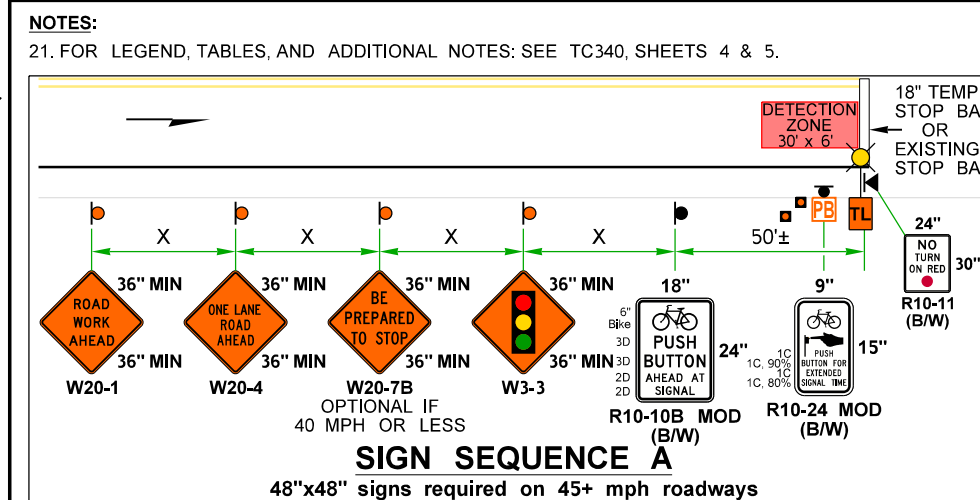 NOTES:
21. FOR LEGEND, TABLES, AND ADDITIONAL NOTES: SEE TC340, SHEETS 4 & 5.
DETECTION
ZONE
30' x 6'
18" TEMP
STOP BA
OR
EXISTING
STOP BA
PB
TL
X
X
X
X
50'±
24"
NO
TURN
ON RED
30"
R10-11
(B/W)
36" MIN
ROAD
WORK
AHEAD
36" MIN
W20-1
36" MIN
ONE LANE
ROAD
AHEAD
36" MIN
W20-4
36" MIN
BE
PREPARED
TO STOP
36" MIN
W20-7B
OPTIONAL IF
40 MPH OR LESS
36" MIN
36" MIN
W3-3
18"
6"
Bike
3D
3D
2D
2D
PUSH
BUTTON
AHEAD AT
SIGNAL
24"
R10-10B MOD
(B/W)
9"
1C
1C, 90%
1C
1C, 80%
PUSH
BUTTON FOR
EXTENDED
SIGNAL TIME
15"
R10-24 MOD
(B/W)
SIGN SEQUENCE A
48"x48" signs required on 45+ mph roadways